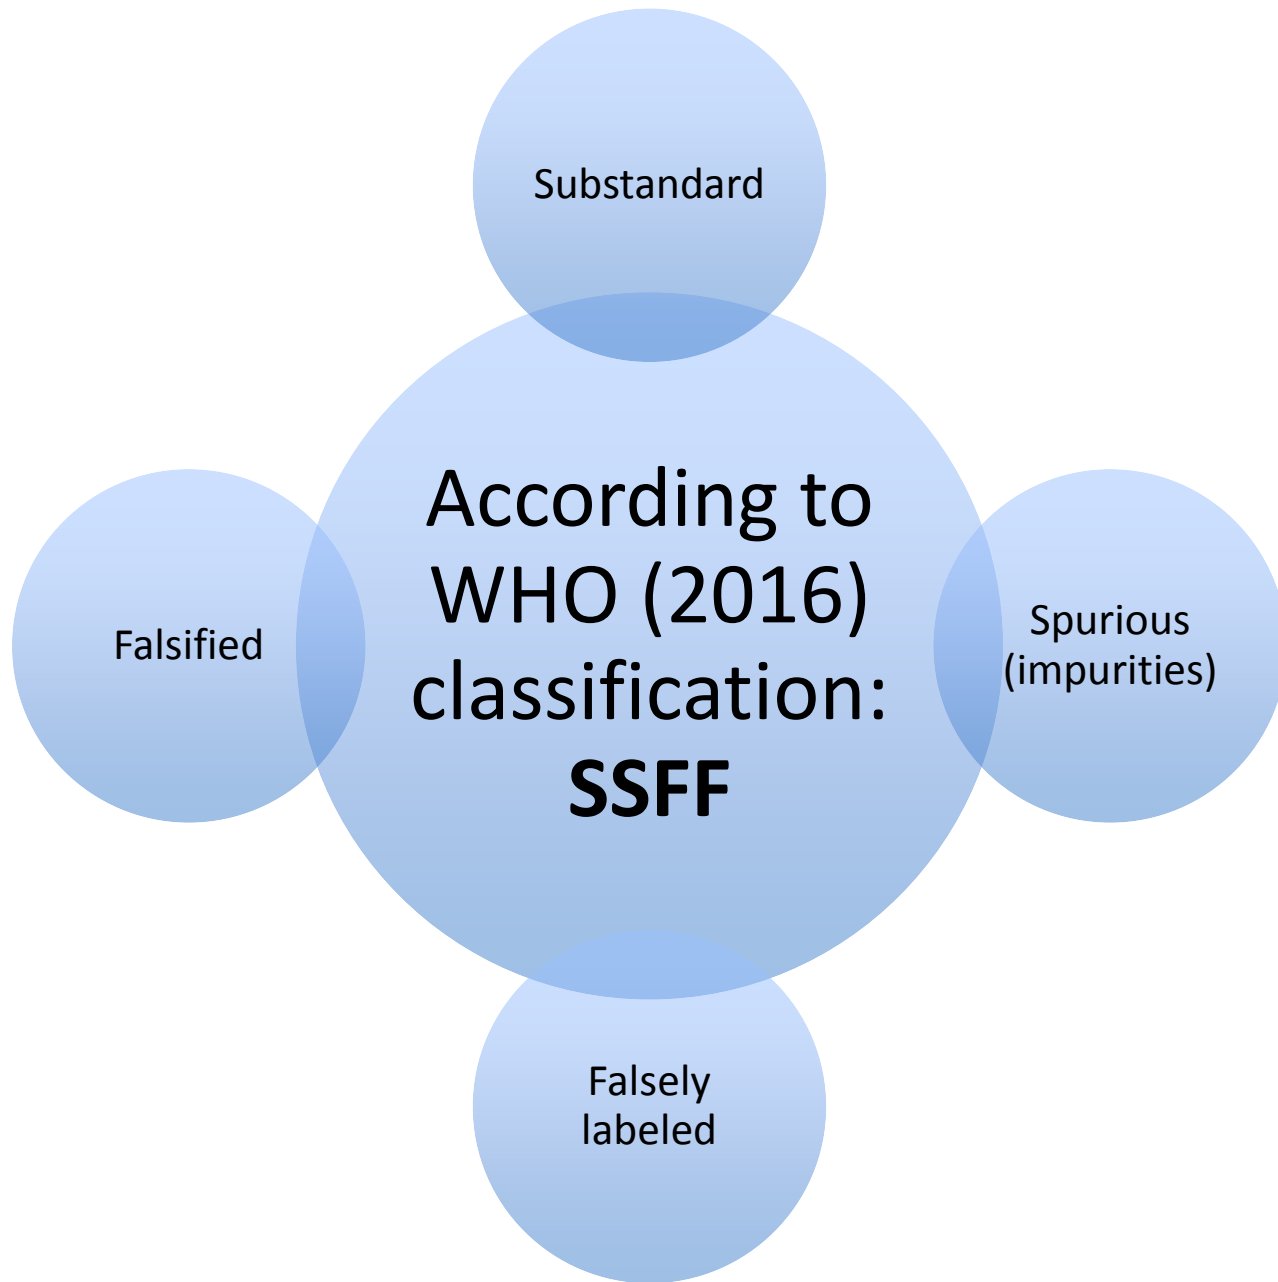 Substandard
According to
WHO (2016)
classification:
SSFF
Falsified
Spurious
(impurities)
Falsely
labeled